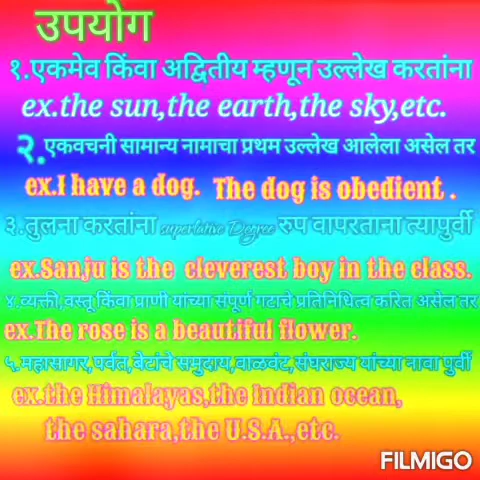 उपयोग
१.एकमेव किंवा अद्वितीय म्हणून उल्लेख करतांना
ex.the sun,the earth,the sky,etc.
२.एकवचनी सामान्य नामाचा प्रथम उल्लेख आलेला असेल तर
ex.I have a dog. The dog is obedient .
३.तुलना करतांना superlative Degree रुप वापरताना त्यापुर्वी
ex.Sanju is the cleverest boy in the class.
४.व्यक्ती,वस्तू किंवा प्राणी यांच्या संपूर्ण गटाचे प्रतिनिधित्व करित असेल तर
ex.The rose is a beautiful flower.
५.महासागर,पर्वत,बेटांचे समुदाय,वाळवंट,संघराज्य यांच्या नावा पुर्वी
ex.the Himalayas,the Indian ocean,
the sahara,the U.S.A.,etc.
FILMIGO